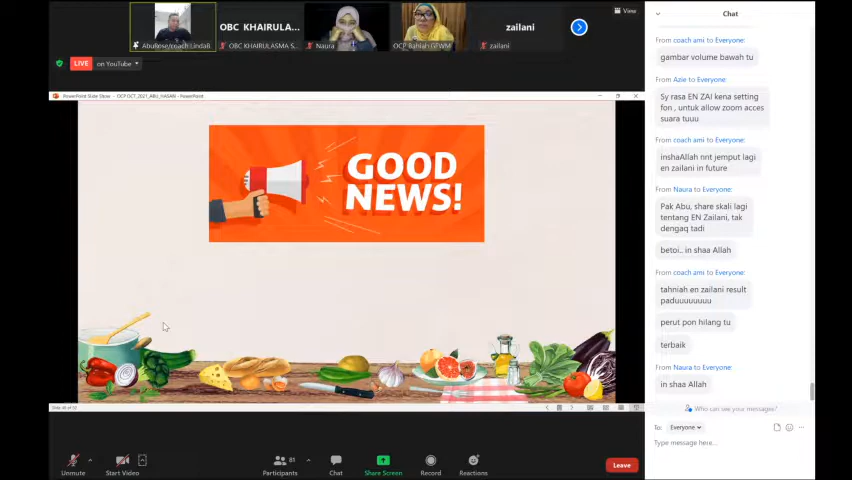 View
Chat
OBC KHAIRULA...
zailani
AbuRose/coach Lindah
OBC KHAIRULASMA S...
Naura
OCP Bahiah GEWM
zailani
LIVE on YouTube
PowerPoint Slide Show - OCP OCT_2021_ABU_HASAN - PowerPoint
GOOD
NEWS!
From coach ami to Everyone:
gambar volume bawah tu
From Azie to Everyone:
Sy rasa EN ZAI kena setting
fon , untuk allow zoom acces
suara tuuu
From coach ami to Everyone:
inshaAllah nnt jemput lagi
en zailani in future
From Naura to Everyone:
Pak Abu, share skali lagi
tentang EN Zailani, tak
dengaq tadi
betoi.. in shaa Allah
From coach ami to Everyone:
tahniah en zailani result
paduuuuuuuu
perut pon hilang tu
terbaik
From Naura to Everyone:
in shaa Allah
Who can see your messages?
To: Everyone
Type message here...
Unmute
Start Video
Participants
81
Chat
Share Screen
Record
Reactions
Leave